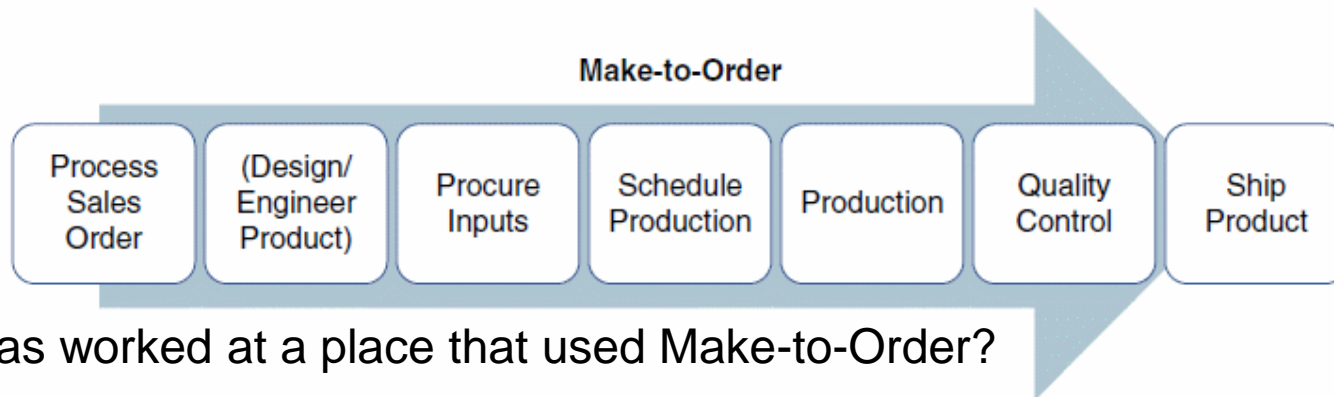 Make-to-Order
Process
Sales
Order
(Design/
Engineer
Product)
Procure
Inputs
Schedule
Production
Production
Quality
Control
Ship
Product
as worked at a place that used Make-to-Order?